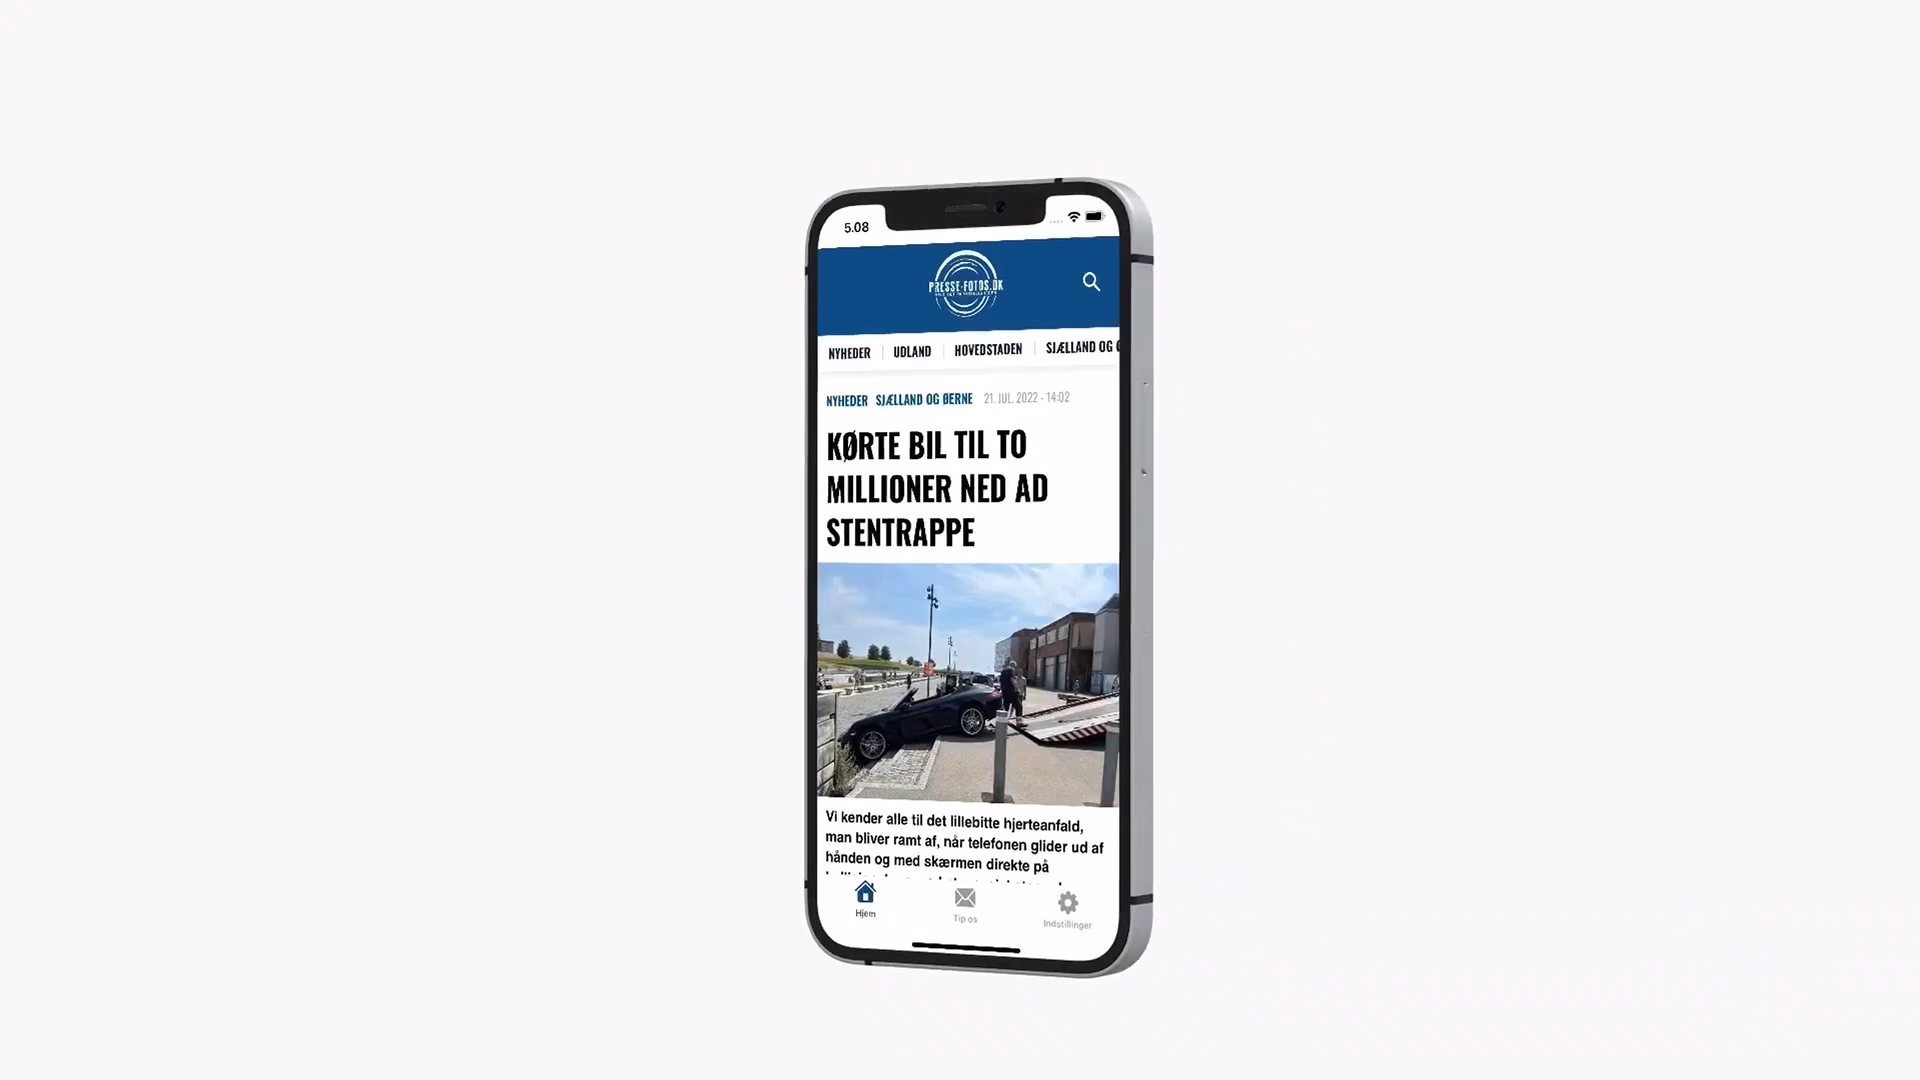 5.08
PRESSE-FOTOS.DK
NYHEDER
UDLAND
HOVEDSTADEN
SJÆLLAND OG
NYHEDER SJÆLLAND OG ØERNE 21. JUL. 2022 - 14:02
KØRTE BIL TIL TO
MILLIONER NED AD
STENTRAPPE
Vi kender alle til det lillebitte hjerteanfald,
man bliver ramt af, når telefonen glider ud af
hånden og med skærmen direkte på
Hjem
Tip os
Indstillinger